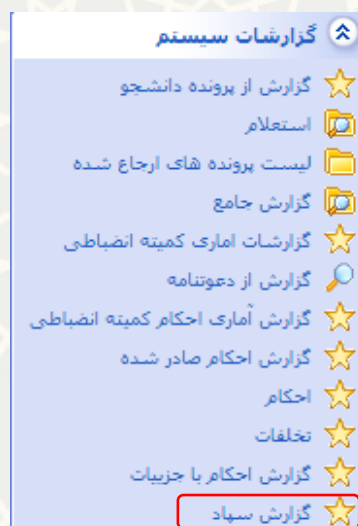 گزارشات سیستم
گزارش از پرونده دانشجو
استعلام
لیست پرونده های ارجاع شده
گزارش جامع
گزارشات اماری کمیته انضباطی
گزارش از دعوتنامه
گزارش آماری احکام کمیته انضباطی
گزارش احکام صادر شده
احکام
تخلفات
گزارش احکام با جزییات
گزارش سپاد